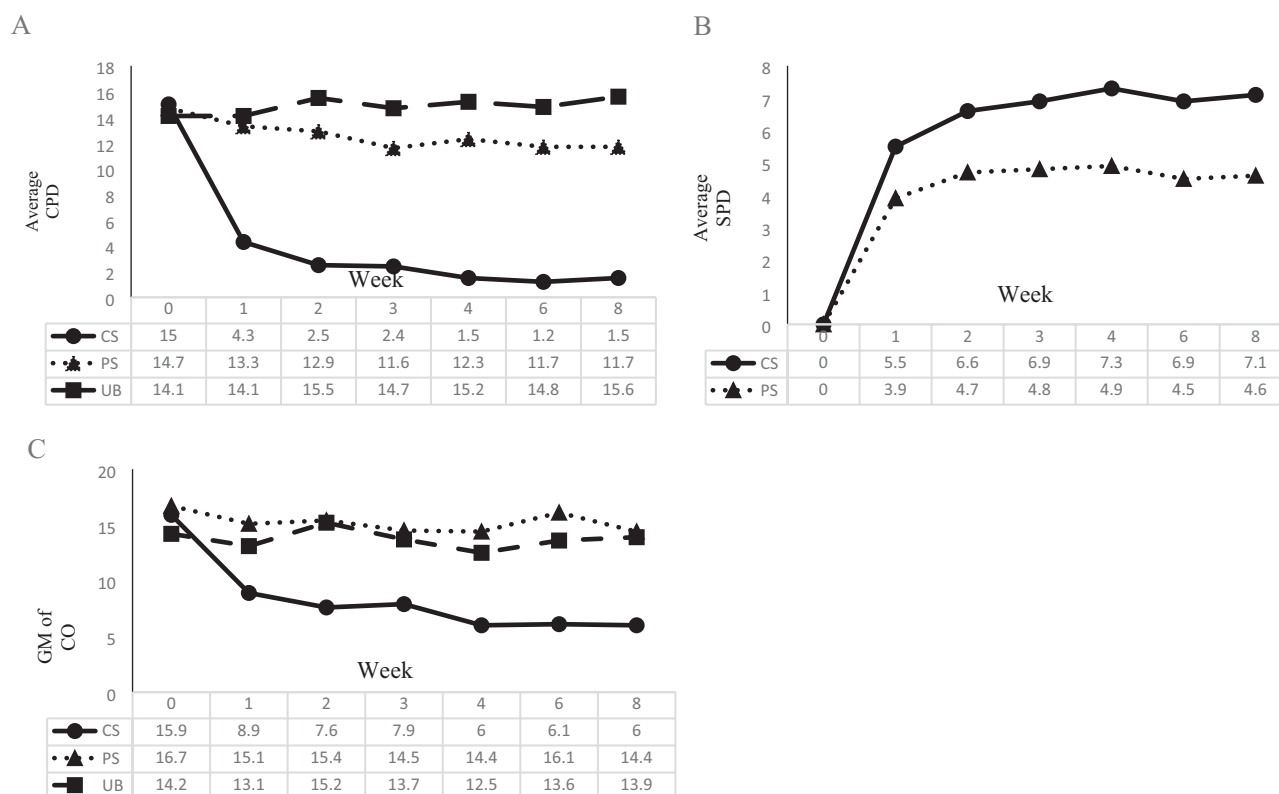 A
18
16
14
12
10
8
6
4
2
0
Average
CPD
Week
0 1 2 3 4 6 8
CS 15 4.3 2.5 2.4 1.5 1.2 1.5
PS 14.7 13.3 12.9 11.6 12.3 11.7 11.7
UB 14.1 14.1 15.5 14.7 15.2 14.8 15.6
B
8
7
6
5
4
3
2
1
0
Average
SPD
Week
0 1 2 3 4 6 8
CS 0 5.5 6.6 6.9 7.3 6.9 7.1
PS 0 3.9 4.7 4.8 4.9 4.5 4.6
C
20
15
10
5
0
GM of
CO
Week
0 1 2 3 4 6 8
CS 15.9 8.9 7.6 7.9 6 6.1 6
PS 16.7 15.1 15.4 14.5 14.4 16.1 14.4
UB 14.2 13.1 15.2 13.7 12.5 13.6 13.9